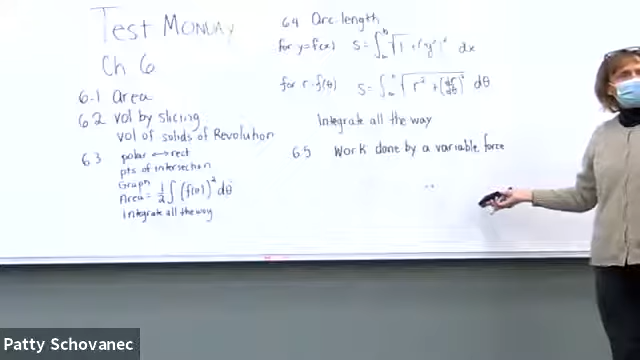 Test Monday
Ch 6
6.1 Area
6.2 vol by slicing
vol of solids of Revolution
6.3 polar ↔ rect
pts of intersection
Graph
Area = 1/2 ∫ (f(θ))² dθ
Integrate all the way
6.4 Arc length
for y=f(x) S = ∫_a^b √(1 + (y')²) dx
for r=f(θ) S = ∫ √(r² + (dr/dθ)²) dθ
Integrate all the way
6.5 Work done by a variable force
Patty Schovanec